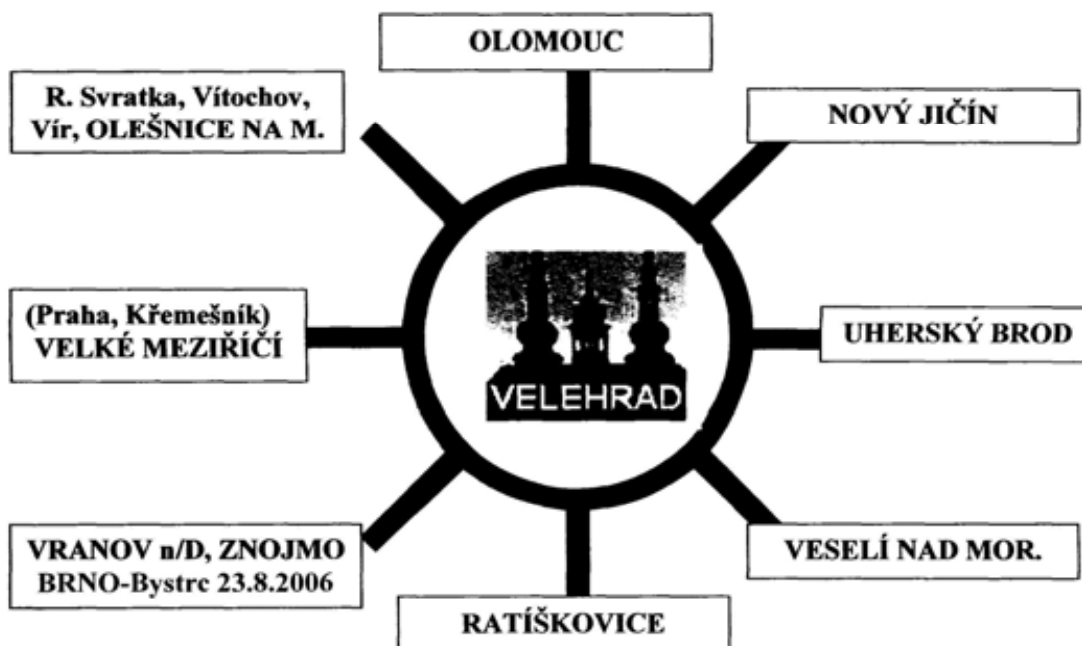 OLOMOUC
R. Svratka, Vítochov,
Vír, OLEŠNICE NA M.
NOVÝ JIČÍN
(Praha, Křemešník)
VELKÉ MEZIŘÍČÍ
VELEHRAD
UHERSKÝ BROD
VRANOV n/D, ZNOJMO
BRNO-Bystrc 23.8.2006
VESELÍ NAD MOR.
RATÍŠKOVICE